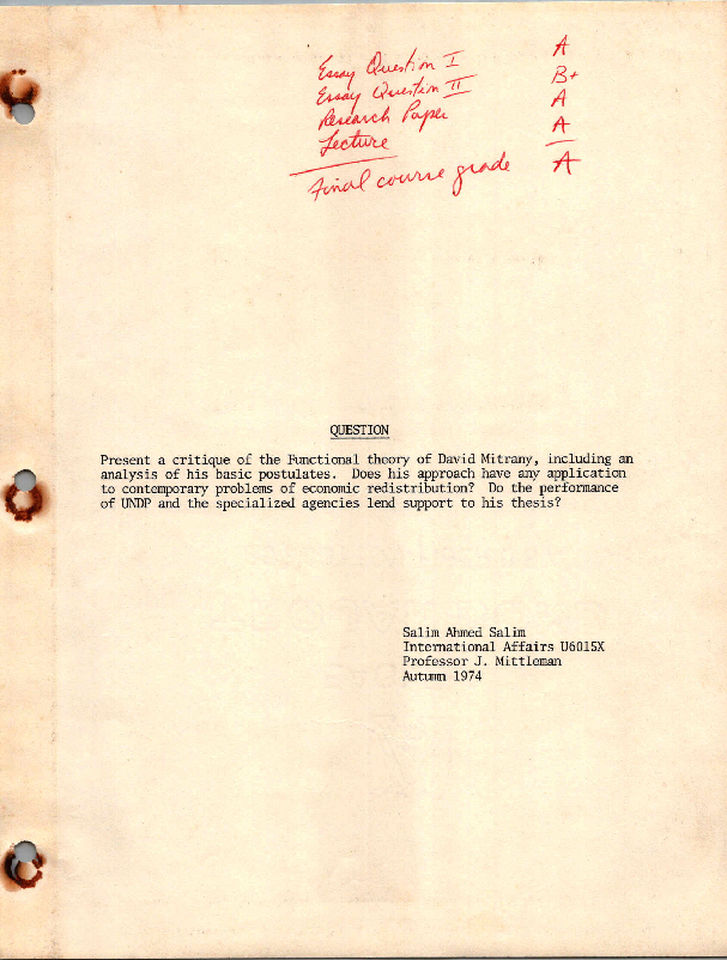 Essay Question I A
Essay Question II B+
Research Paper A
Lecture A
Final course grade A
QUESTION
Present a critique of the Functional theory of David Mitrany, including an
analysis of his basic postulates. Does his approach have any application
to contemporary problems of economic redistribution? Do the performance
of UNDP and the specialized agencies lend support to his thesis?
Salim Ahmed Salim
International Affairs U6015X
Professor J. Mittleman
Autumn 1974